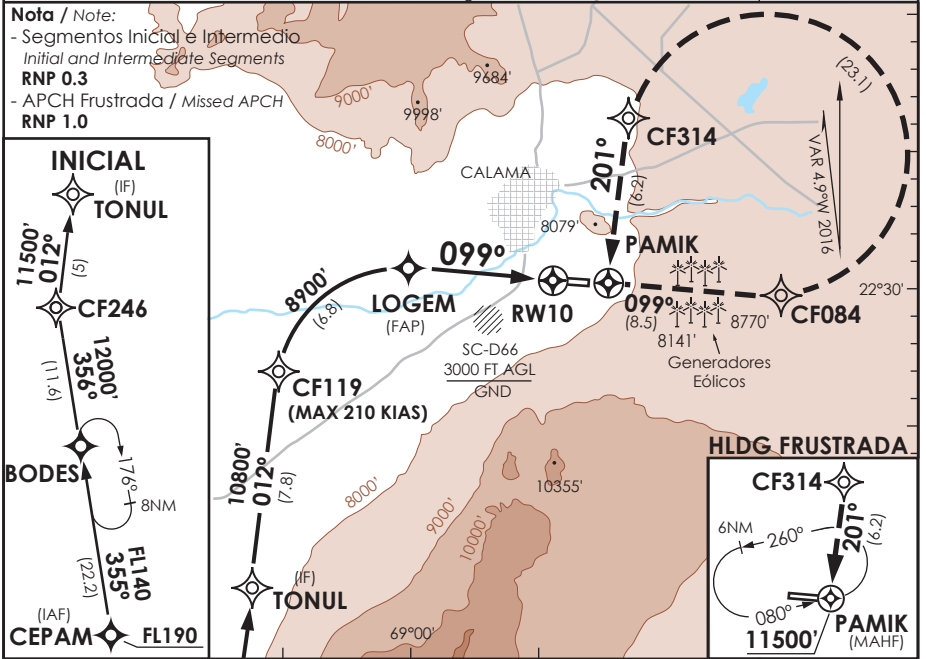 Nota / Note:
- Segmentos Inicial e Intermedio
Initial and Intermediate Segments
RNP 0.3
- APCH Frustrada / Missed APCH
RNP 1.0
9684'
9998'
9000'
8000'
(23.1)
VAR 4.9°W 2016
CF314
201°
(6.2)
CALAMA
8079'
PAMIK
099°
LOGEM
(FAP)
RW10
099°
(8.5)
8141'
8770'
CF084
22°30'
Generadores
Eólicos
SC-D66
3000 FT AGL
GND
8900'
(6.8)
CF119
(MAX 210 KIAS)
10800'
012°
(7.8)
(IF)
TONUL
8000'
9000'
10000'
10355'
69°00'
INICIAL
(IF)
TONUL
11500'
012°
(5)
CF246
12000'
356°
(11.6)
BODES
176°
8NM
FL140
355°
(22.2)
(IAF)
CEPAM
FL190
HLDG FRUSTRADA
CF314
201°
(6.2)
6NM
260°
080°
PAMIK
(MAHF)
11500'